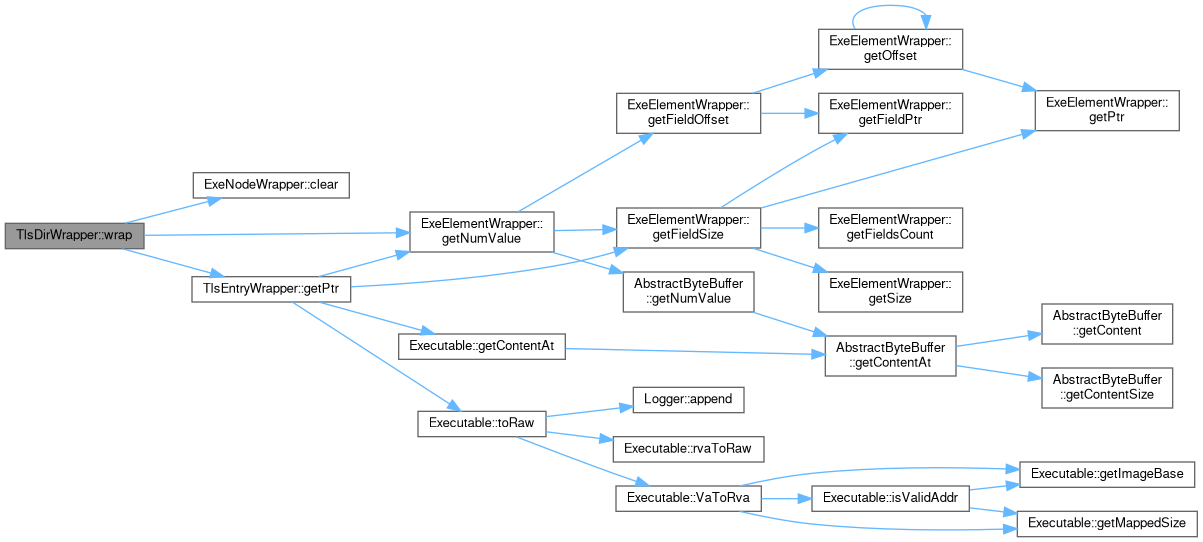 TlsDirWrapper::wrap
ExeNodeWrapper::clear
ExeElementWrapper::
getNumValue
TlsEntryWrapper::getPtr
ExeElementWrapper::
getFieldOffset
ExeElementWrapper::
getOffset
ExeElementWrapper::
getFieldPtr
ExeElementWrapper::
getPtr
ExeElementWrapper::
getFieldSize
ExeElementWrapper::
getFieldsCount
ExeElementWrapper::
getSize
AbstractByteBuffer
::getNumValue
Executable::getContentAt
AbstractByteBuffer
::getContentAt
AbstractByteBuffer
::getContent
AbstractByteBuffer
::getContentSize
Executable::toRaw
Logger::append
Executable::rvaToRaw
Executable::VaToRva
Executable::isValidAddr
Executable::getImageBase
Executable::getMappedSize